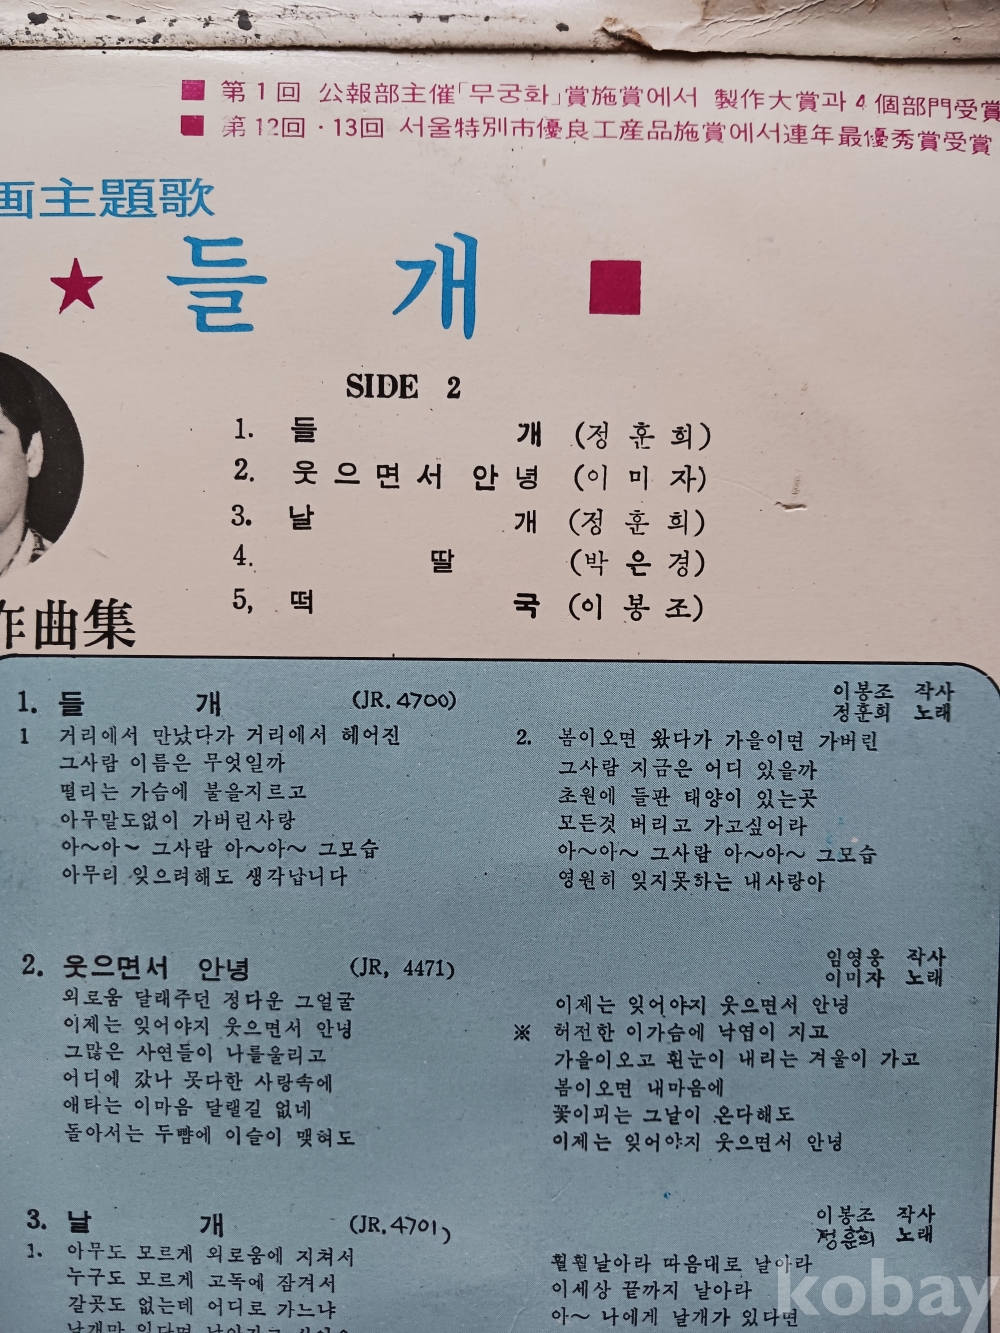 ■ 第1回 公報部主催「무궁화」賞施賞에서 製作大賞과 4個部門受賞
■ 第12回·13回 서울特別市優良工産品施賞에서連年最優秀賞受賞
画主題歌
★ 들 개 ■
SIDE 2
1. 들 개 (정 훈 희)
2. 웃으면서 안녕 (이 미 자)
3. 날 개 (정 훈 희)
4. 딸 (박 은 경)
5, 떡 국 (이 봉 조)
作曲集
1. 들 개 (JR. 4700)
이봉조 작사
정훈희 노래
1 거리에서 만났다가 거리에서 헤어진
그사람 이름은 무엇일까
떨리는 가슴에 불을지르고
아무말도없이 가버린사랑
아~아~ 그사람 아~아~ 그모습
아무리 잊으려해도 생각납니다
2. 봄이오면 왔다가 가을이면 가버린
그사람 지금은 어디 있을까
초원에 들판 태양이 있는곳
모든것 버리고 가고싶어라
아~아~ 그사람 아~아~ 그모습
영원히 잊지못하는 내사랑아
2. 웃으면서 안녕 (JR, 4471)
임영웅 작사
이미자 노래
외로움 달래주던 정다운 그얼굴
이제는 잊어야지 웃으면서 안녕
그많은 사연들이 나를울리고
어디에 갔나 못다한 사랑속에
애타는 이마음 달랠길 없네
돌아서는 두뺨에 이슬이 맺혀도
이제는 잊어야지 웃으면서 안녕
※ 허전한 이가슴에 낙엽이 지고
가을이오고 흰눈이 내리는 겨울이 가고
봄이오면 내마음에
꽃이피는 그날이 온다해도
이제는 잊어야지 웃으면서 안녕
3. 날 개 (JR. 4701)
이봉조 작사
정훈희 노래
1. 아무도 모르게 외로움에 지쳐서
누구도 모르게 고독에 잠겨서
갈곳도 없는데 어디로 가느냐
훨훨날아라 따음대로 날아라
이세상 끝까지 날아라
아~ 나에게 날개가 있다면
kobay